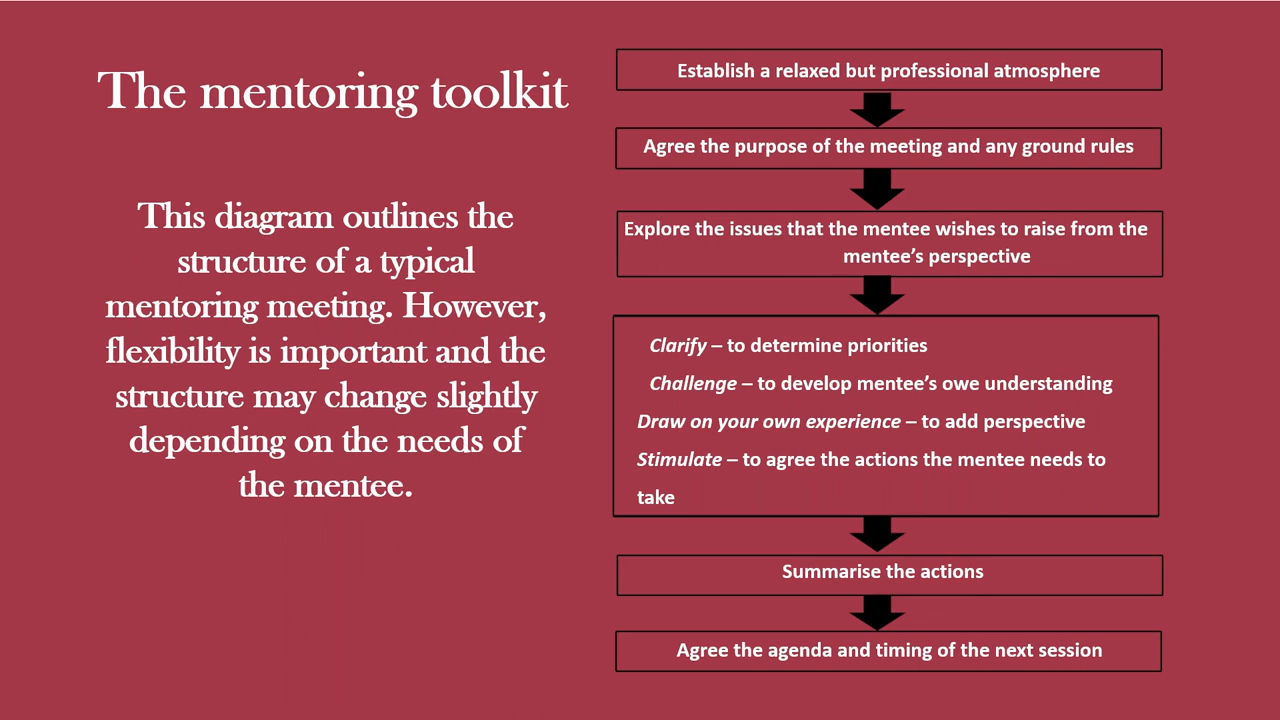 The mentoring toolkit
This diagram outlines the
structure of a typical
mentoring meeting. However,
flexibility is important and the
structure may change slightly
depending on the needs of
the mentee.
Establish a relaxed but professional atmosphere
Agree the purpose of the meeting and any ground rules
Explore the issues that the mentee wishes to raise from the
mentee’s perspective
Clarify – to determine priorities
Challenge – to develop mentee’s owe understanding
Draw on your own experience – to add perspective
Stimulate – to agree the actions the mentee needs to
take
Summarise the actions
Agree the agenda and timing of the next session